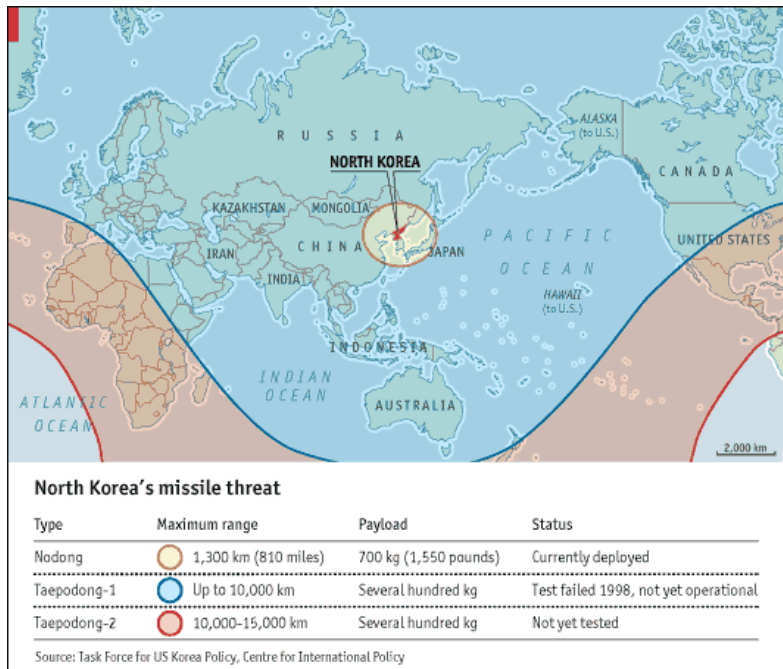 ALASKA
(to U.S.)
RUSSIA
NORTH KOREA
CANADA
KAZAKHSTAN
MONGOLIA
PACIFIC
OCEAN
UNITED STATES
CHINA
JAPAN
IRAN
INDIA
HAWAII
(to U.S.)
INDONESIA
INDIAN
OCEAN
ATLANTIC
OCEAN
AUSTRALIA
2,000 km
North Korea's missile threat
Type Maximum range Payload Status
Nodong 1,300 km (810 miles) 700 kg (1,550 pounds) Currently deployed
Taepodong-1 Up to 10,000 km Several hundred kg Test failed 1998, not yet operational
Taepodong-2 10,000-15,000 km Several hundred kg Not yet tested
Source: Task Force for US Korea Policy, Centre for International Policy